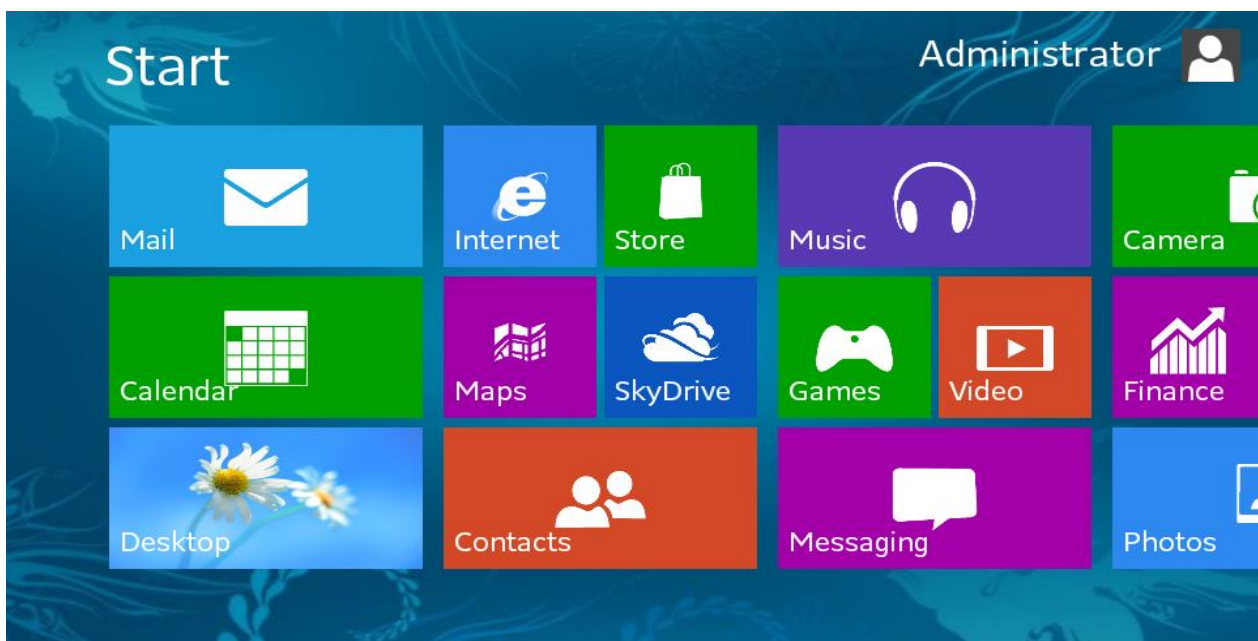 Start
Administrator
Mail
Internet
Store
Music
Camera
Calendar
Maps
SkyDrive
Games
Video
Finance
Desktop
Contacts
Messaging
Photos